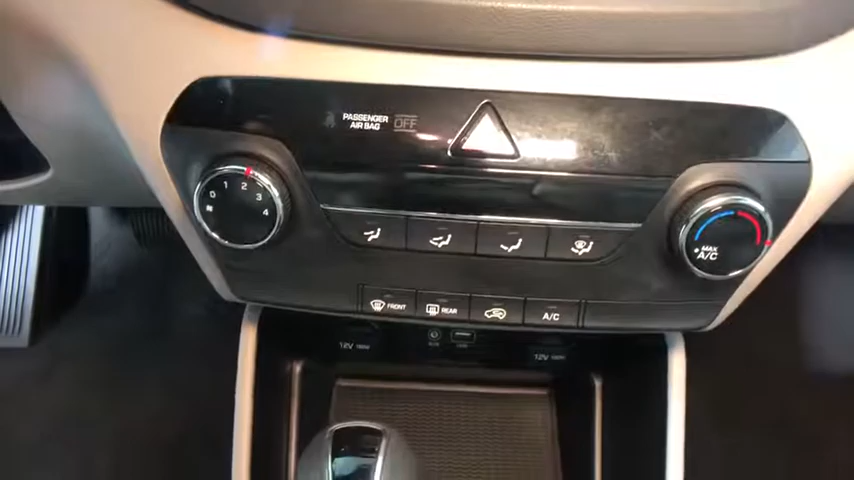 PASSENGER
AIR BAG OFF
0 1 2 3 4
MAX
A/C
FRONT
REAR
A/C
12V
12V